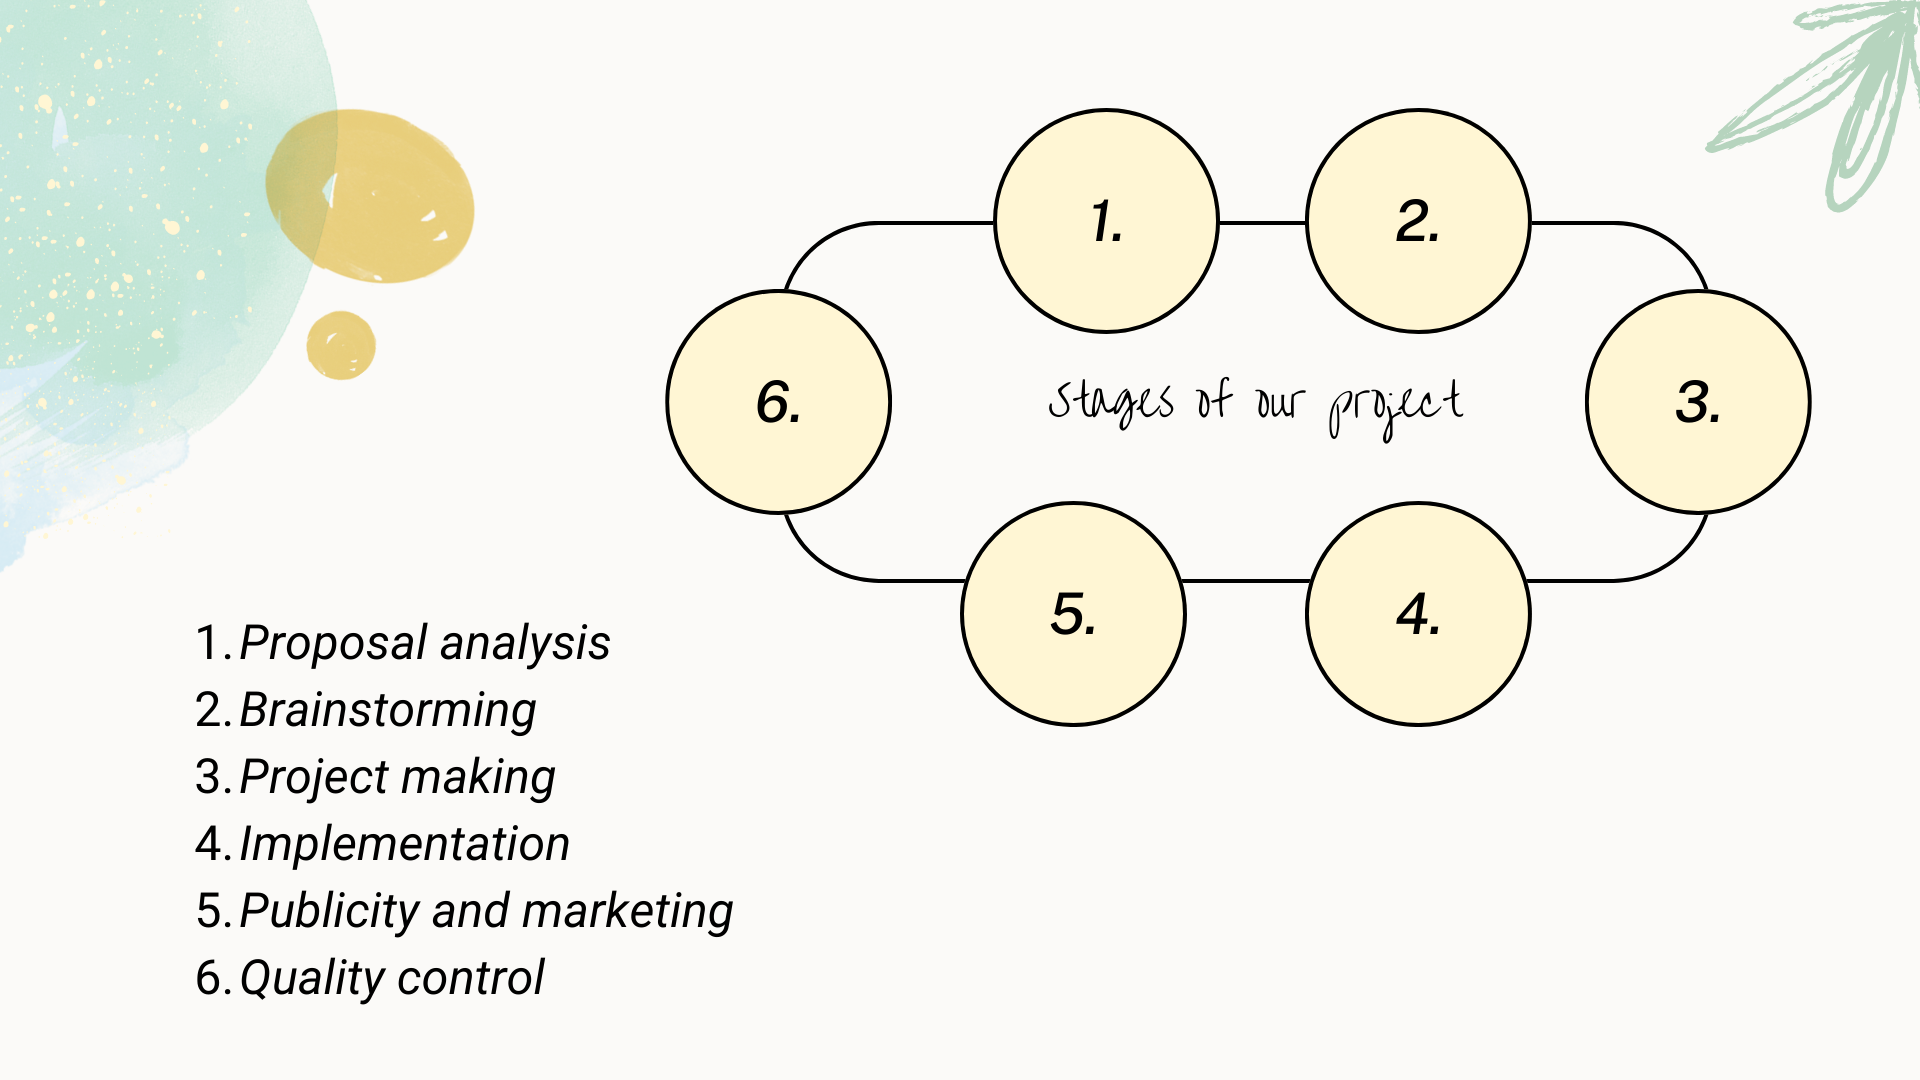 1.
2.
6.
Stages of our project
3.
5.
4.
1. Proposal analysis
2. Brainstorming
3. Project making
4. Implementation
5. Publicity and marketing
6. Quality control